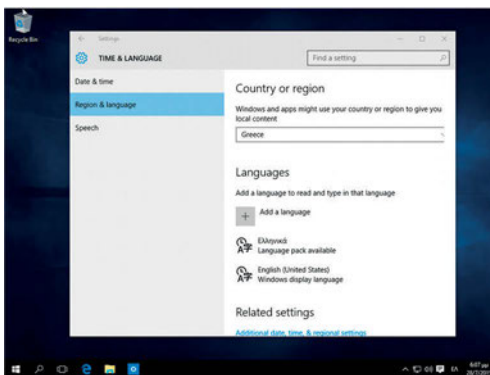 Recycle Bin
Settings
TIME & LANGUAGE
Find a setting
Date & time
Region & language
Speech
Country or region
Windows and apps might use your country or region to give you
local content
Greece
Languages
Add a language to read and type in that language
Add a language
Ελληνικά
Language pack available
English (United States)
Windows display language
Related settings
Additional date, time, & regional settings
6:07 μμ